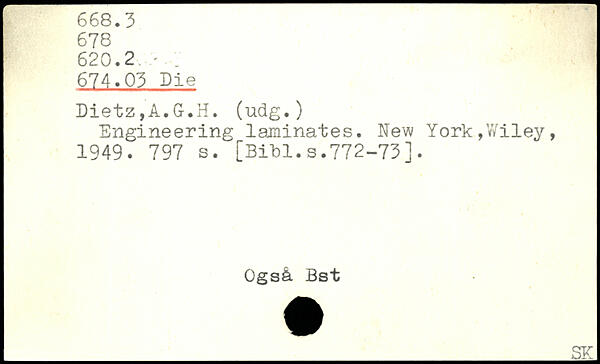 668.3
678
620.2
674.03 Die
Dietz,A.G.H. (udg.)
Engineering laminates. New York,Wiley,
1949. 797 s. [Bibl.s.772-73].
Også Bst
SK